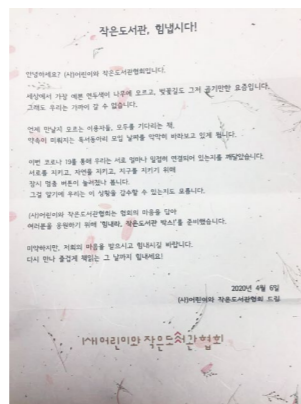 작은도서관, 힘냅시다!
안녕하세요? (사)어린이와 작은도서관협회입니다.
세상에서 가장 예쁜 연두색이 나무에 오르고, 벚꽃길도 그저 걷기만한 요즘입니다.
그래도 우리는 가까이 갈 수 없습니다.
언제 만날지 모르는 이용자들, 모두를 기다리는 책,
약속이 미뤄지는 독서동아리 모임 날짜를 막막히 바라보고 있게 됩니다.
이번 코로나 19를 통해 우리는 서로 얼마나 밀접히 연결되어 있는지를 깨달았습니다.
서로를 지키고, 자연을 지키고, 지구를 지키기 위해
잠시 멈춤 버튼이 눌러졌나 봅니다.
그걸 알기에 우리는 이 상황을 감수할 수 있는지도 모릅니다.
(사)어린이와 작은도서관협회는 협회의 마음을 담아
여러분을 응원하기 위해 '힘내라, 작은도서관 박스!'를 준비했습니다.
미약하지만, 저희의 마음을 받으시고 힘내시길 바랍니다.
다시 만나 즐겁게 책읽는 그 날까지 힘내세요!
2020년 4월 6일
(사)어린이와 작은도서관협회 드림
(사)어린이와 작은도서관협회